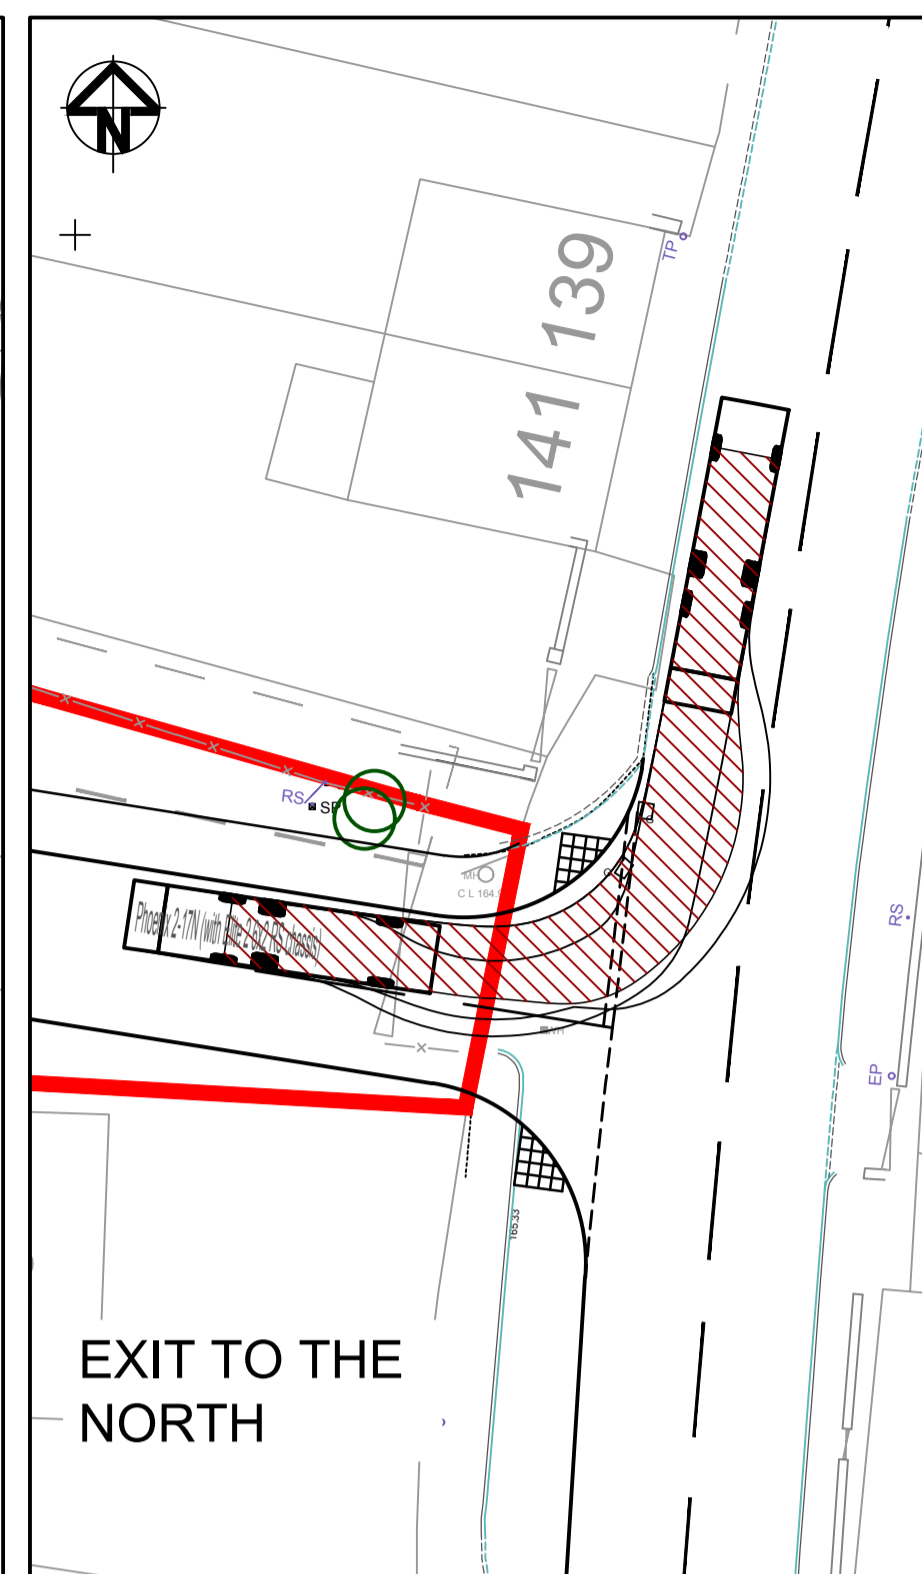 N
139
TP
141
RS
SP
MH
C L 164.9
Phoenix 2-17N (with Elite 2 6x2 RS chassis)
RS
EP
165.33
EXIT TO THE
NORTH